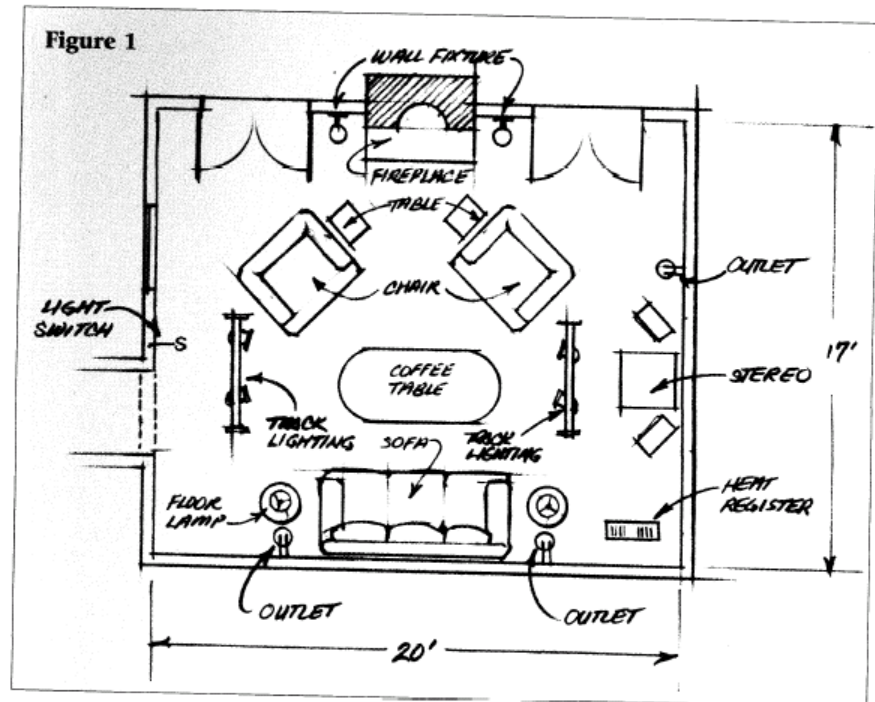 Figure 1
WALL FIXTURE
FIREPLACE
TABLE
CHAIR
OUTLET
LIGHT
SWITCH
S
17'
COFFEE
TABLE
STEREO
TRACK
LIGHTING
SOFA
TRACK
LIGHTING
FLOOR
LAMP
HEAT
REGISTER
OUTLET
OUTLET
20'